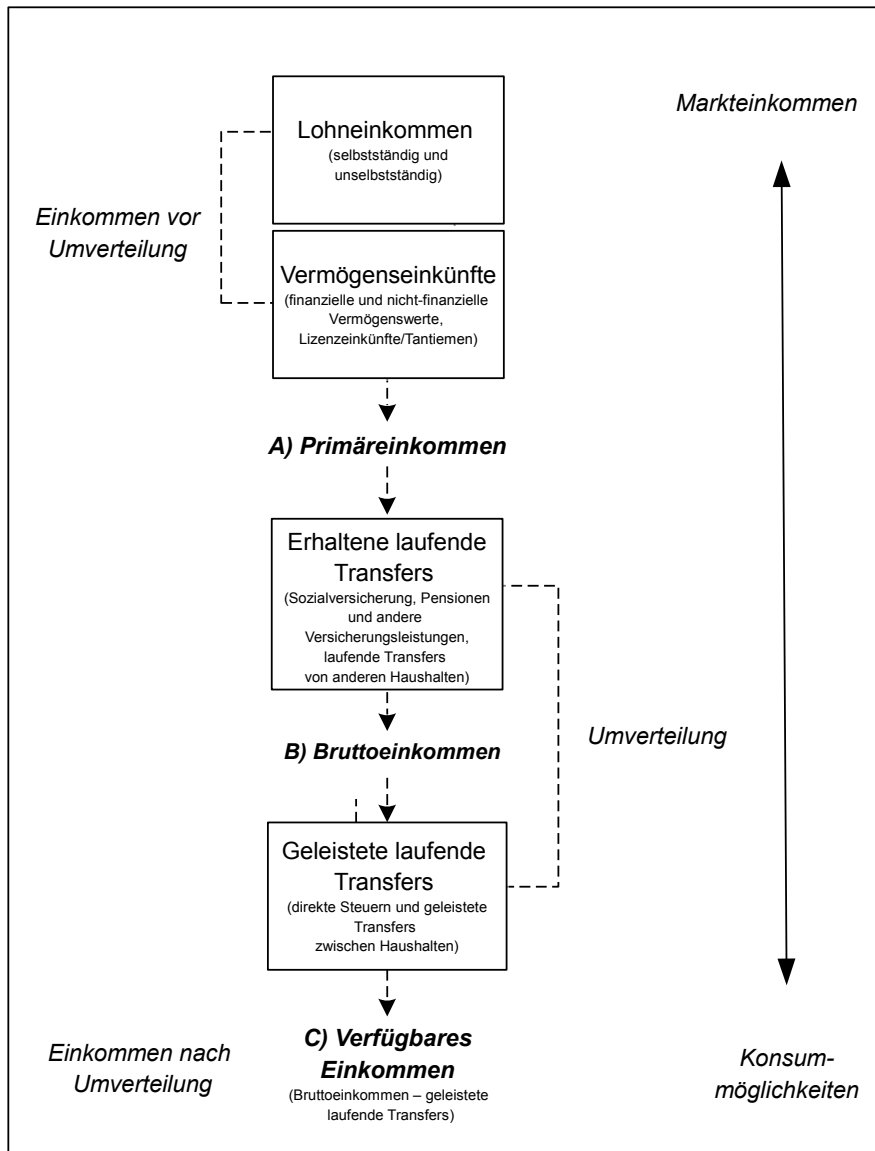 Markteinkommen
Lohneinkommen
(selbstständig und
unselbstständig)
Einkommen vor
Umverteilung
Vermögenseinkünfte
(finanzielle und nicht-finanzielle
Vermögenswerte,
Lizenzeinkünfte/Tantiemen)
A) Primäreinkommen
Erhaltene laufende
Transfers
(Sozialversicherung, Pensionen
und andere
Versicherungsleistungen,
laufende Transfers
von anderen Haushalten)
Umverteilung
B) Bruttoeinkommen
Geleistete laufende
Transfers
(direkte Steuern und geleistete
Transfers
zwischen Haushalten)
C) Verfügbares
Einkommen
(Bruttoeinkommen – geleistete
laufende Transfers)
Einkommen nach
Umverteilung
Konsum-
möglichkeiten